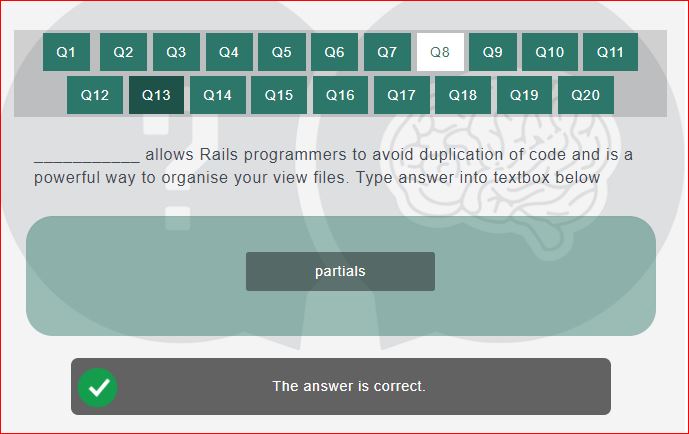 Q1 Q2 Q3 Q4 Q5 Q6 Q7 Q8 Q9 Q10 Q11
Q12 Q13 Q14 Q15 Q16 Q17 Q18 Q19 Q20
___________ allows Rails programmers to avoid duplication of code and is a
powerful way to organise your view files. Type answer into textbox below
partials
The answer is correct.